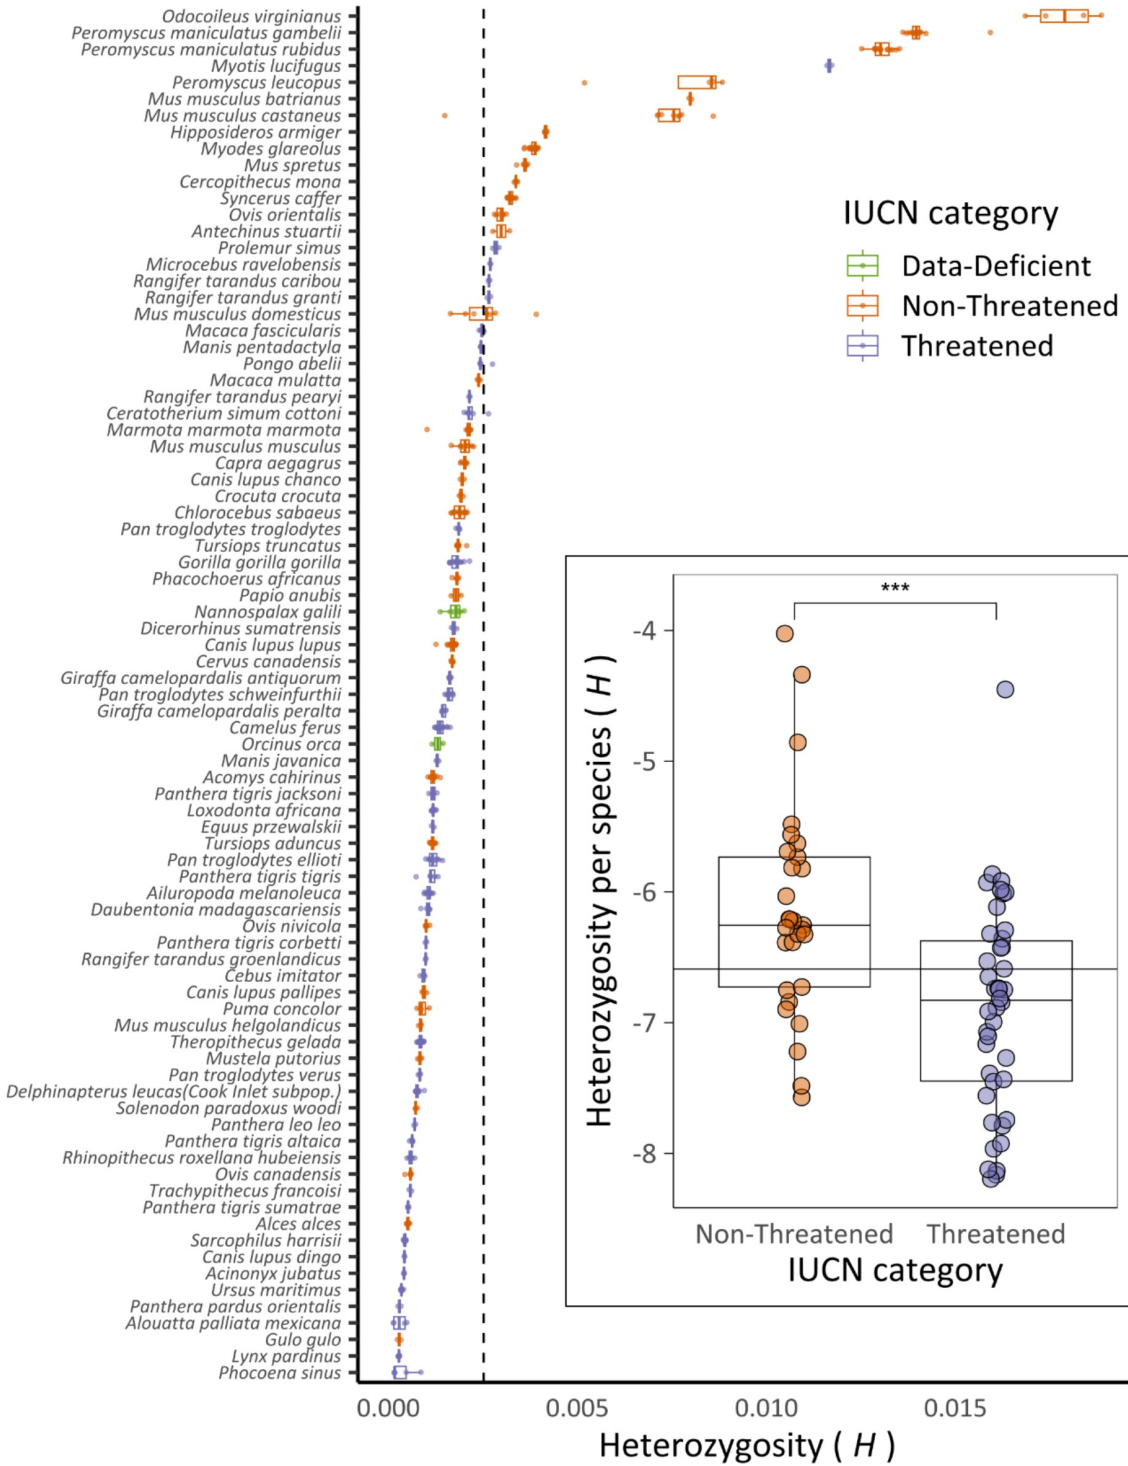 Odocoileus virginianus
Peromyscus maniculatus gambelii
Peromyscus maniculatus rubidus
Myotis lucifugus
Peromyscus leucopus
Mus musculus batrianus
Mus musculus castaneus
Hipposideros armiger
Myodes glareolus
Mus spretus
Cercopithecus mona
Syncerus caffer
Ovis orientalis
Antechinus stuartii
Prolemur simus
Microcebus ravelobensis
Rangifer tarandus caribou
Rangifer tarandus granti
Mus musculus domesticus
Macaca fascicularis
Manis pentadactyla
Pongo abelii
Macaca mulatta
Rangifer tarandus pearyi
Ceratotherium simum cottoni
Marmota marmota marmota
Mus musculus musculus
Capra aegagrus
Canis lupus chanco
Crocuta crocuta
Chlorocebus sabaeus
Pan troglodytes troglodytes
Tursiops truncatus
Gorilla gorilla gorilla
Phacochoerus africanus
Papio anubis
Nannospalax galili
Dicerorhinus sumatrensis
Canis lupus lupus
Cervus canadensis
Giraffa camelopardalis antiquorum
Pan troglodytes schweinfurthii
Giraffa camelopardalis peralta
Camelus ferus
Orcinus orca
Manis javanica
Acomys cahirinus
Panthera tigris jacksoni
Loxodonta africana
Equus przewalskii
Tursiops aduncus
Pan troglodytes ellioti
Panthera tigris tigris
Ailuropoda melanoleuca
Daubentonia madagascariensis
Ovis nivicola
Panthera tigris corbetti
Rangifer tarandus groenlandicus
Cebus imitator
Canis lupus pallipes
Puma concolor
Mus musculus helgolandicus
Theropithecus gelada
Mustela putorius
Pan troglodytes verus
Delphinapterus leucas(Cook Inlet subpop.)
Solenodon paradoxus woodi
Panthera leo leo
Panthera tigris altaica
Rhinopithecus roxellana hubeiensis
Ovis canadensis
Trachypithecus francoisi
Panthera tigris sumatrae
Alces alces
Sarcophilus harrisii
Canis lupus dingo
Acinonyx jubatus
Ursus maritimus
Panthera pardus orientalis
Alouatta palliata mexicana
Gulo gulo
Lynx pardinus
Phocoena sinus
0.000 0.005 0.010 0.015
Heterozygosity ( H )
IUCN category
Data-Deficient
Non-Threatened
Threatened
***
-4
-5
-6
-7
-8
Heterozygosity per species ( H )
Non-Threatened Threatened
IUCN category